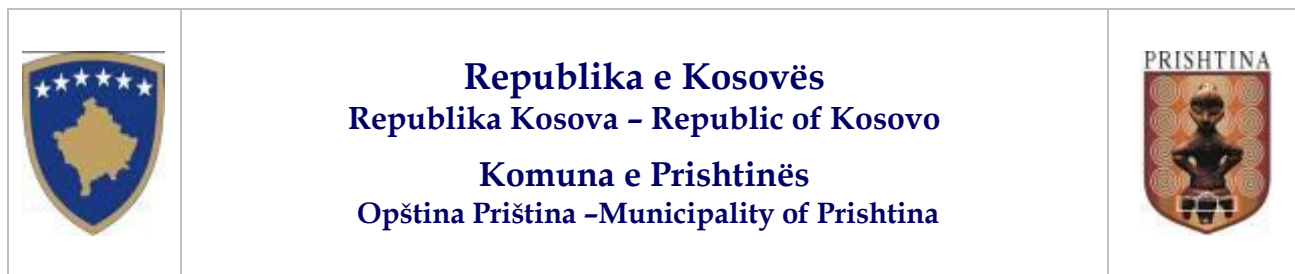 Republika e Kosovës
Republika Kosova – Republic of Kosovo
Komuna e Prishtinës
Opština Priština –Municipality of Prishtina
PRISHTINA